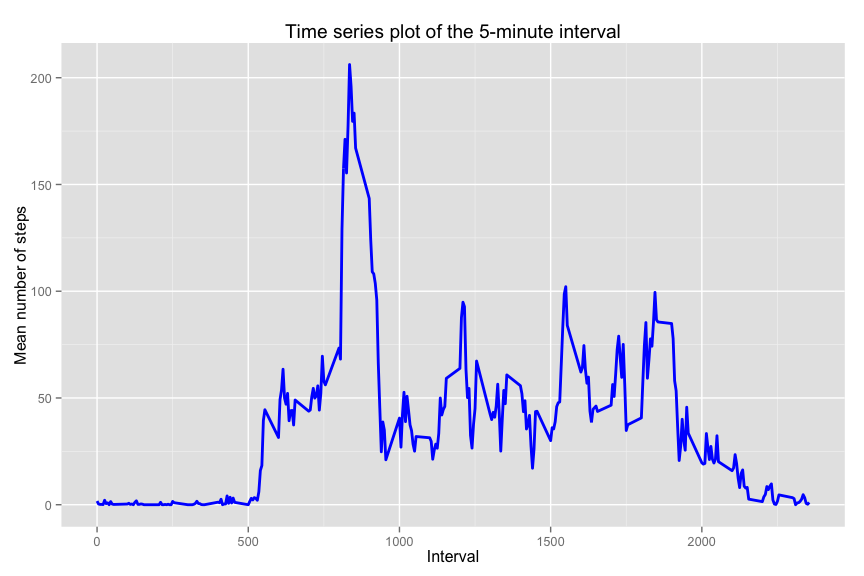 Time series plot of the 5-minute interval
Mean number of steps
200
150
100
50
0
0 500 1000 1500 2000
Interval